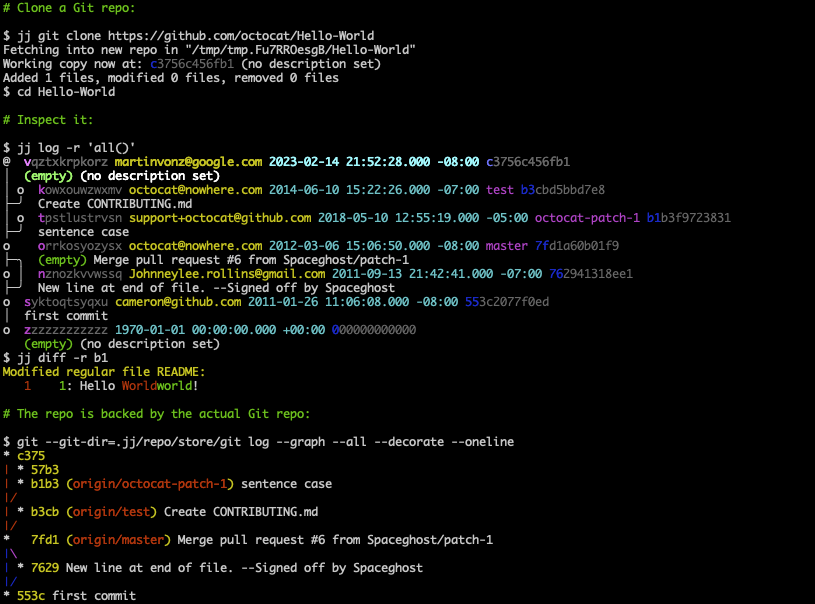 # Clone a Git repo:
$ jj git clone https://github.com/octocat/Hello-World
Fetching into new repo in "/tmp/tmp.Fu7RROesgB/Hello-World"
Working copy now at: c3756c456fb1 (no description set)
Added 1 files, modified 0 files, removed 0 files
$ cd Hello-World
# Inspect it:
$ jj log -r 'all()'
@ vqztxkrpkorz martinvonz@google.com 2023-02-14 21:52:28.000 -08:00 c3756c456fb1
│ (empty) (no description set)
│ o kowxouwzwxmv octocat@nowhere.com 2014-06-10 15:22:26.000 -07:00 test b3cbd5bbd7e8
├─╯ Create CONTRIBUTING.md
│ o tpstlustrvsn support+octocat@github.com 2018-05-10 12:55:19.000 -05:00 octocat-patch-1 b1b3f9723831
├─╯ sentence case
o orrkosyozysx octocat@nowhere.com 2012-03-06 15:06:50.000 -08:00 master 7fd1a60b01f9
├─╮ (empty) Merge pull request #6 from Spaceghost/patch-1
o │ nznozkvvwssq Johnneylee.rollins@gmail.com 2011-09-13 21:42:41.000 -07:00 762941318ee1
├─╯ New line at end of file. --Signed off by Spaceghost
o syktoqtsyqxu cameron@github.com 2011-01-26 11:06:08.000 -08:00 553c2077f0ed
│ first commit
o zzzzzzzzzzzz 1970-01-01 00:00:00.000 +00:00 000000000000
(empty) (no description set)
$ jj diff -r b1
Modified regular file README:
1 1: Hello Worldworld!
# The repo is backed by the actual Git repo:
$ git --git-dir=.jj/repo/store/git log --graph --all --decorate --oneline
* c375
| * 57b3
| * b1b3 (origin/octocat-patch-1) sentence case
|/
| * b3cb (origin/test) Create CONTRIBUTING.md
|/
* 7fd1 (origin/master) Merge pull request #6 from Spaceghost/patch-1
|\
| * 7629 New line at end of file. --Signed off by Spaceghost
|/
* 553c first commit